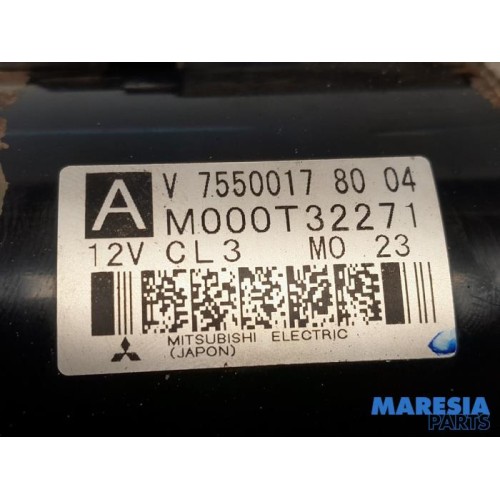 A
V 7550017 80 04
M000T32271
12V CL3 MO 23
MITSUBISHI ELECTRIC
(JAPON)
MARESIA
PARTS